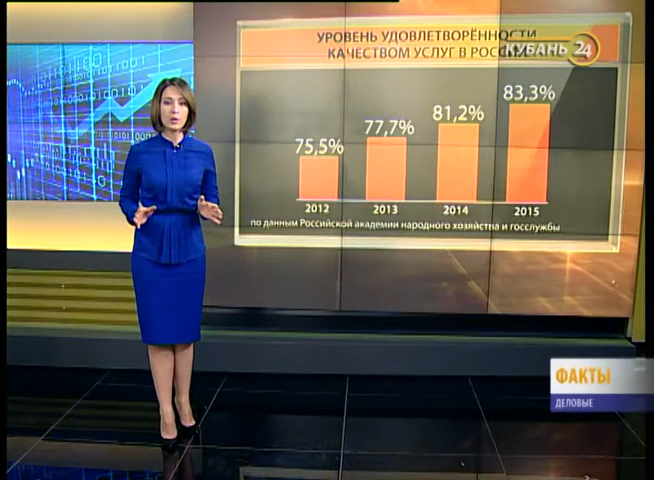 УРОВЕНЬ УДОВЛЕТВОРЁННОСТИ
КАЧЕСТВОМ УСЛУГ В РОССИИ
КУБАНЬ 24
75,5%
77,7%
81,2%
83,3%
2012
2013
2014
2015
по данным Российской академии народного хозяйства и госслужбы
ФАКТЫ
ДЕЛОВЫЕ